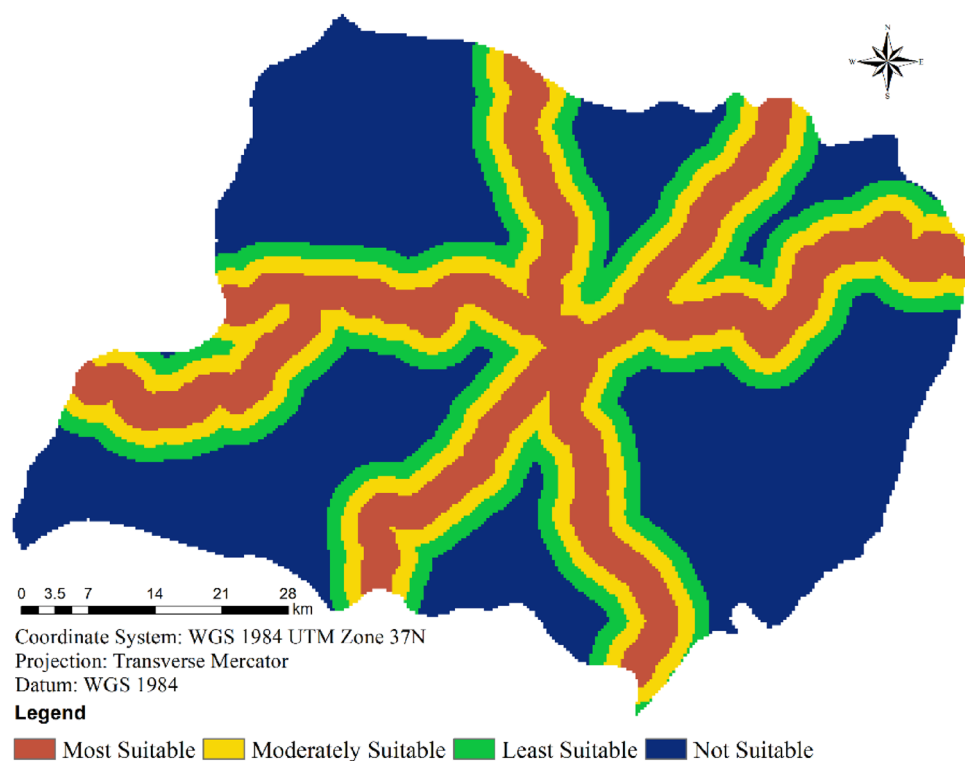 N
W E
S
0 3.5 7 14 21 28
km
Coordinate System: WGS 1984 UTM Zone 37N
Projection: Transverse Mercator
Datum: WGS 1984
Legend
Most Suitable Moderately Suitable Least Suitable Not Suitable